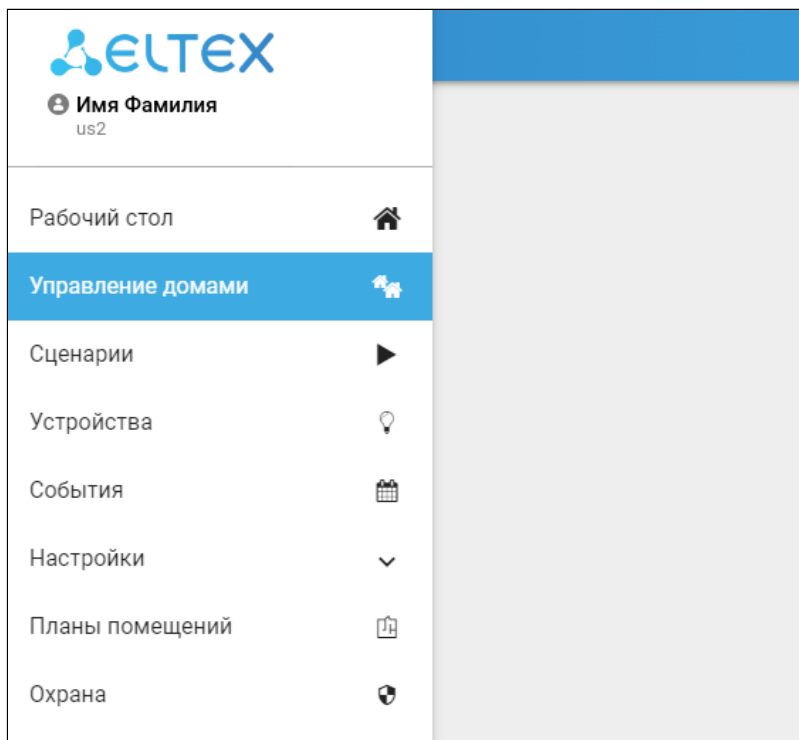 ELTEX
Имя Фамилия
us2
Рабочий стол
Управление домами
Сценарии
Устройства
События
Настройки
Планы помещений
Охрана